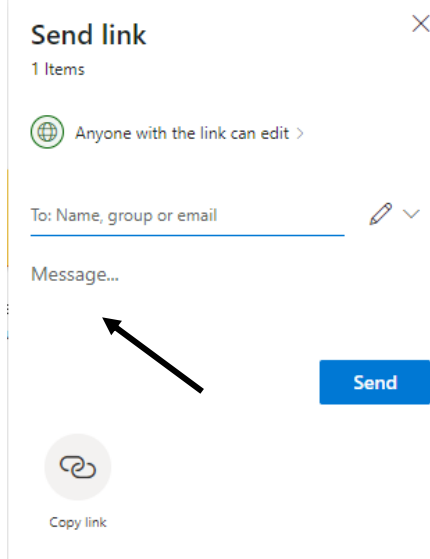 Send link
1 Items
Anyone with the link can edit
To: Name, group or email
Message...
Send
Copy link